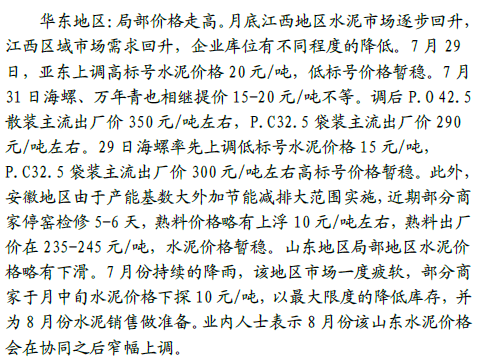 华东地区：局部价格走高。月底江西地区水泥市场逐步回升，
江西区域市场需求回升，企业库位有不同程度的降低。7 月 29
日，亚东上调高标号水泥价格 20 元/吨，低标号价格暂稳。7 月
31 日海螺、万年青也相继提价 15-20 元/吨不等。调后 P.O 42.5
散装主流出厂价 350 元/吨左右，P.C32.5 袋装主流出厂价 290
元/吨左右。29 日海螺率先上调低标号水泥价格 15 元/吨，
P.C32.5 袋装主流出厂价 300 元/吨左右高标号价格暂稳。此外，
安徽地区由于产能基数大外加节能减排大范围实施，近期部分商
家停窑检修 5-6 天，熟料价格略有上浮 10 元/吨左右，熟料出厂
价在 235-245 元/吨，水泥价格暂稳。山东地区局部地区水泥价
格略有下滑。7 月份持续的降雨，该地区市场一度疲软，部分商
家于月中旬水泥价格下探 10 元/吨，以最大限度的降低库存，并
为 8 月份水泥销售做准备。业内人士表示 8 月份该山东水泥价格
会在协同之后窄幅上调。